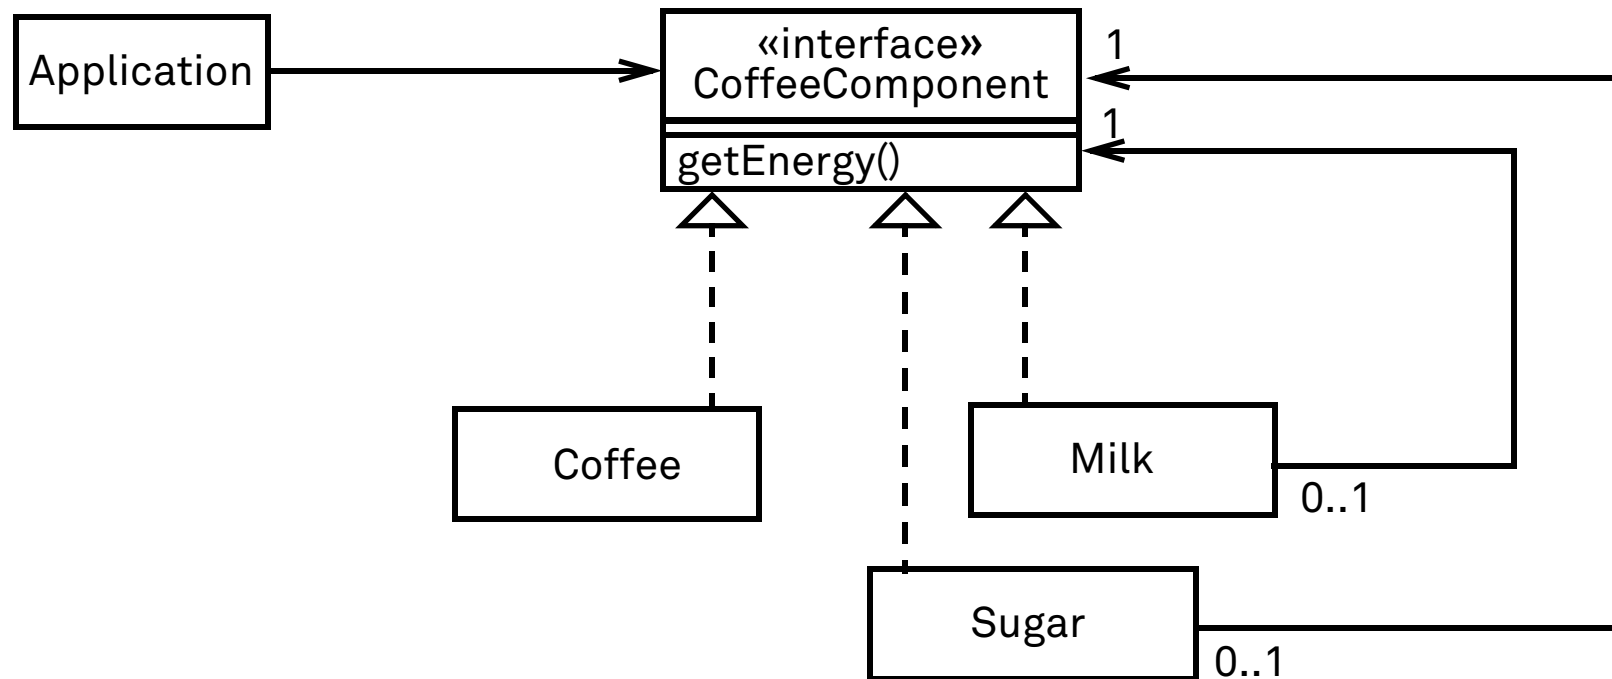 Application
«interface»
CoffeeComponent
getEnergy()
1
1
Coffee
Milk
0..1
Sugar
0..1